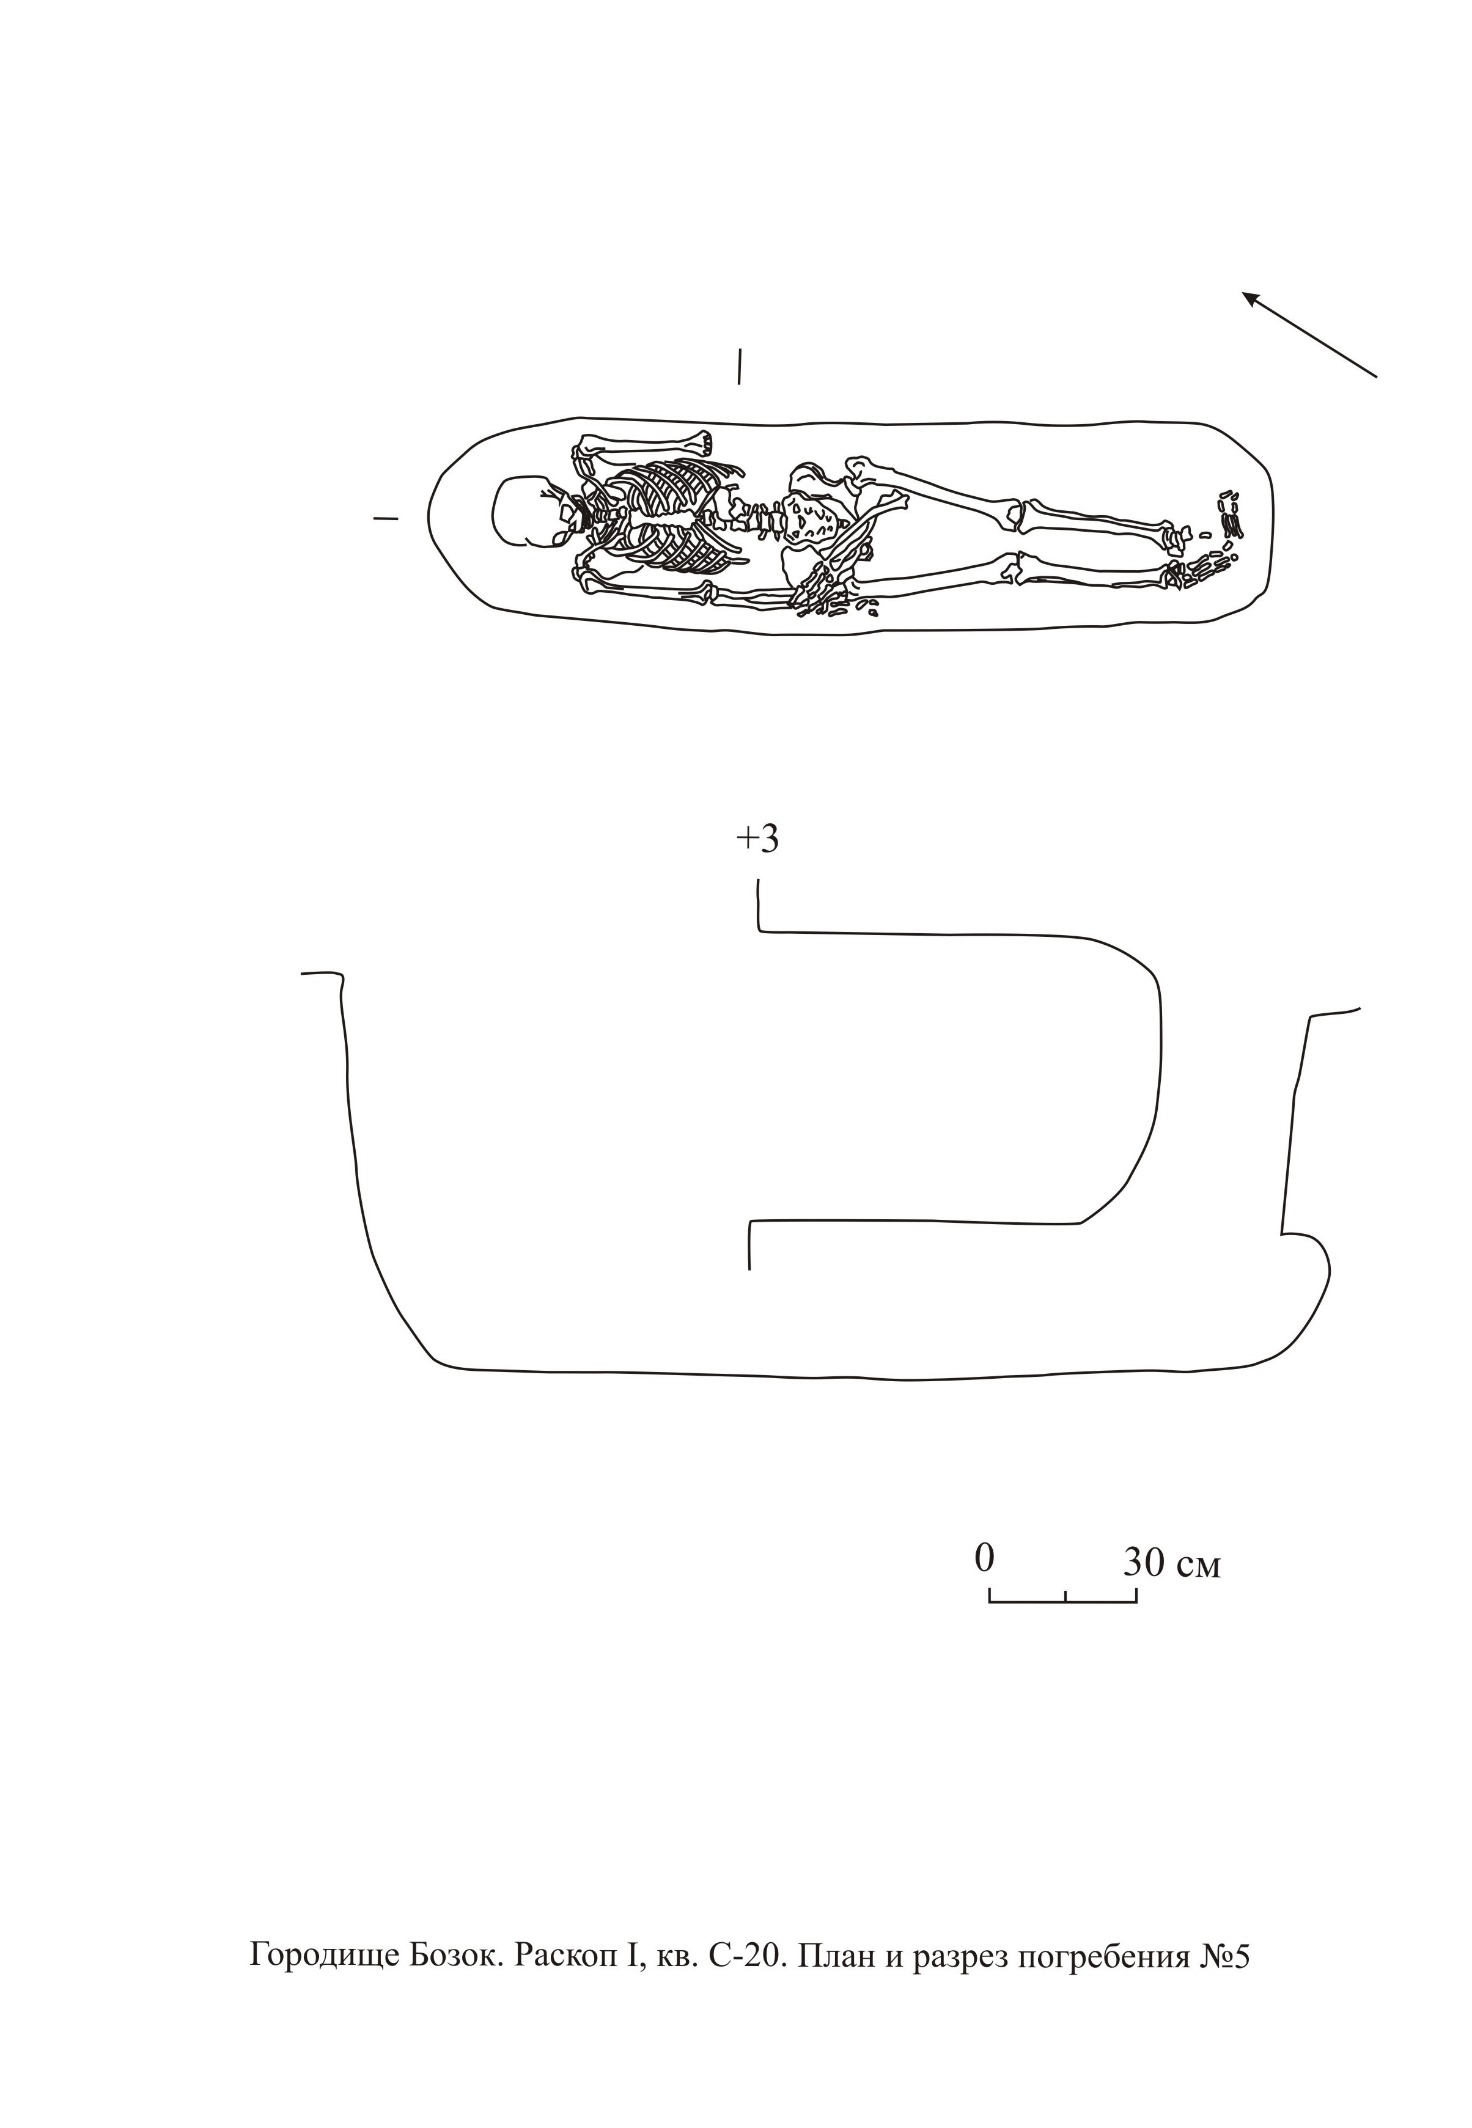 +3
0 30 см
Городище Бозок. Раскоп I, кв. С-20. План и разрез погребения №5